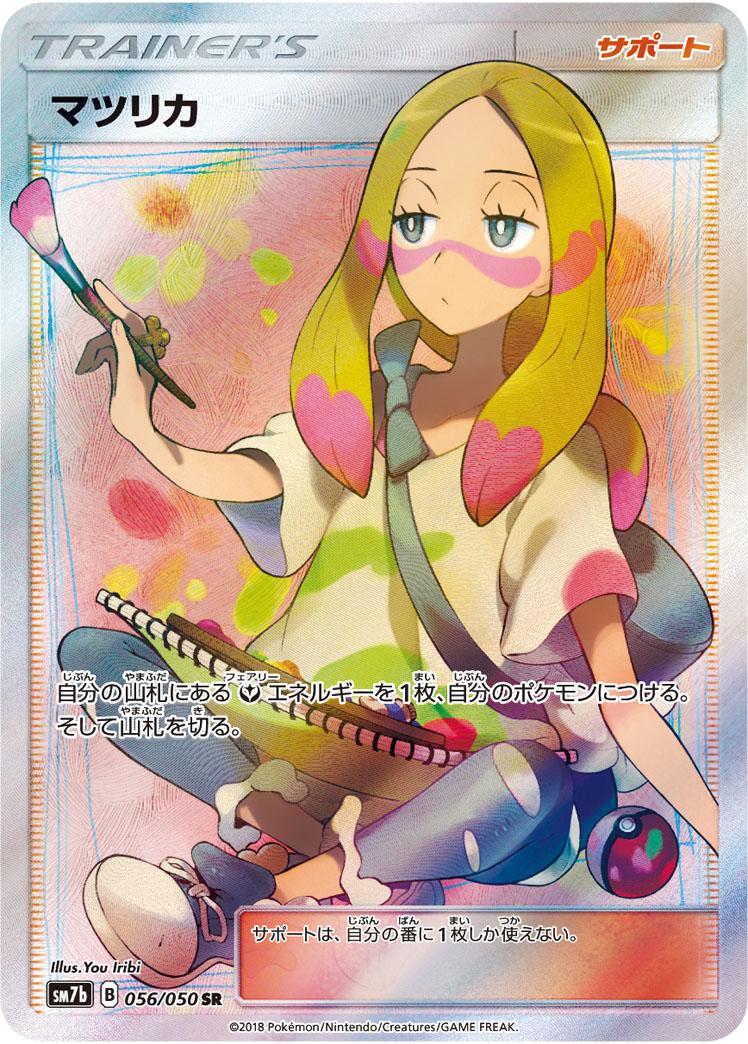 TRAINER'S
サポート
マツリカ
自分の山札にあるエネルギーを1枚、自分のポケモンにつける。
じぶん やまふだ フェアリー まい じぶん
そして山札を切る。
やまふだ き
サポートは、自分の番に1枚しか使えない。
じぶん ばん まい つか
Illus.You Iribi
sm7b B 056/050 SR
©2018 Pokémon/Nintendo/Creatures/GAME FREAK.